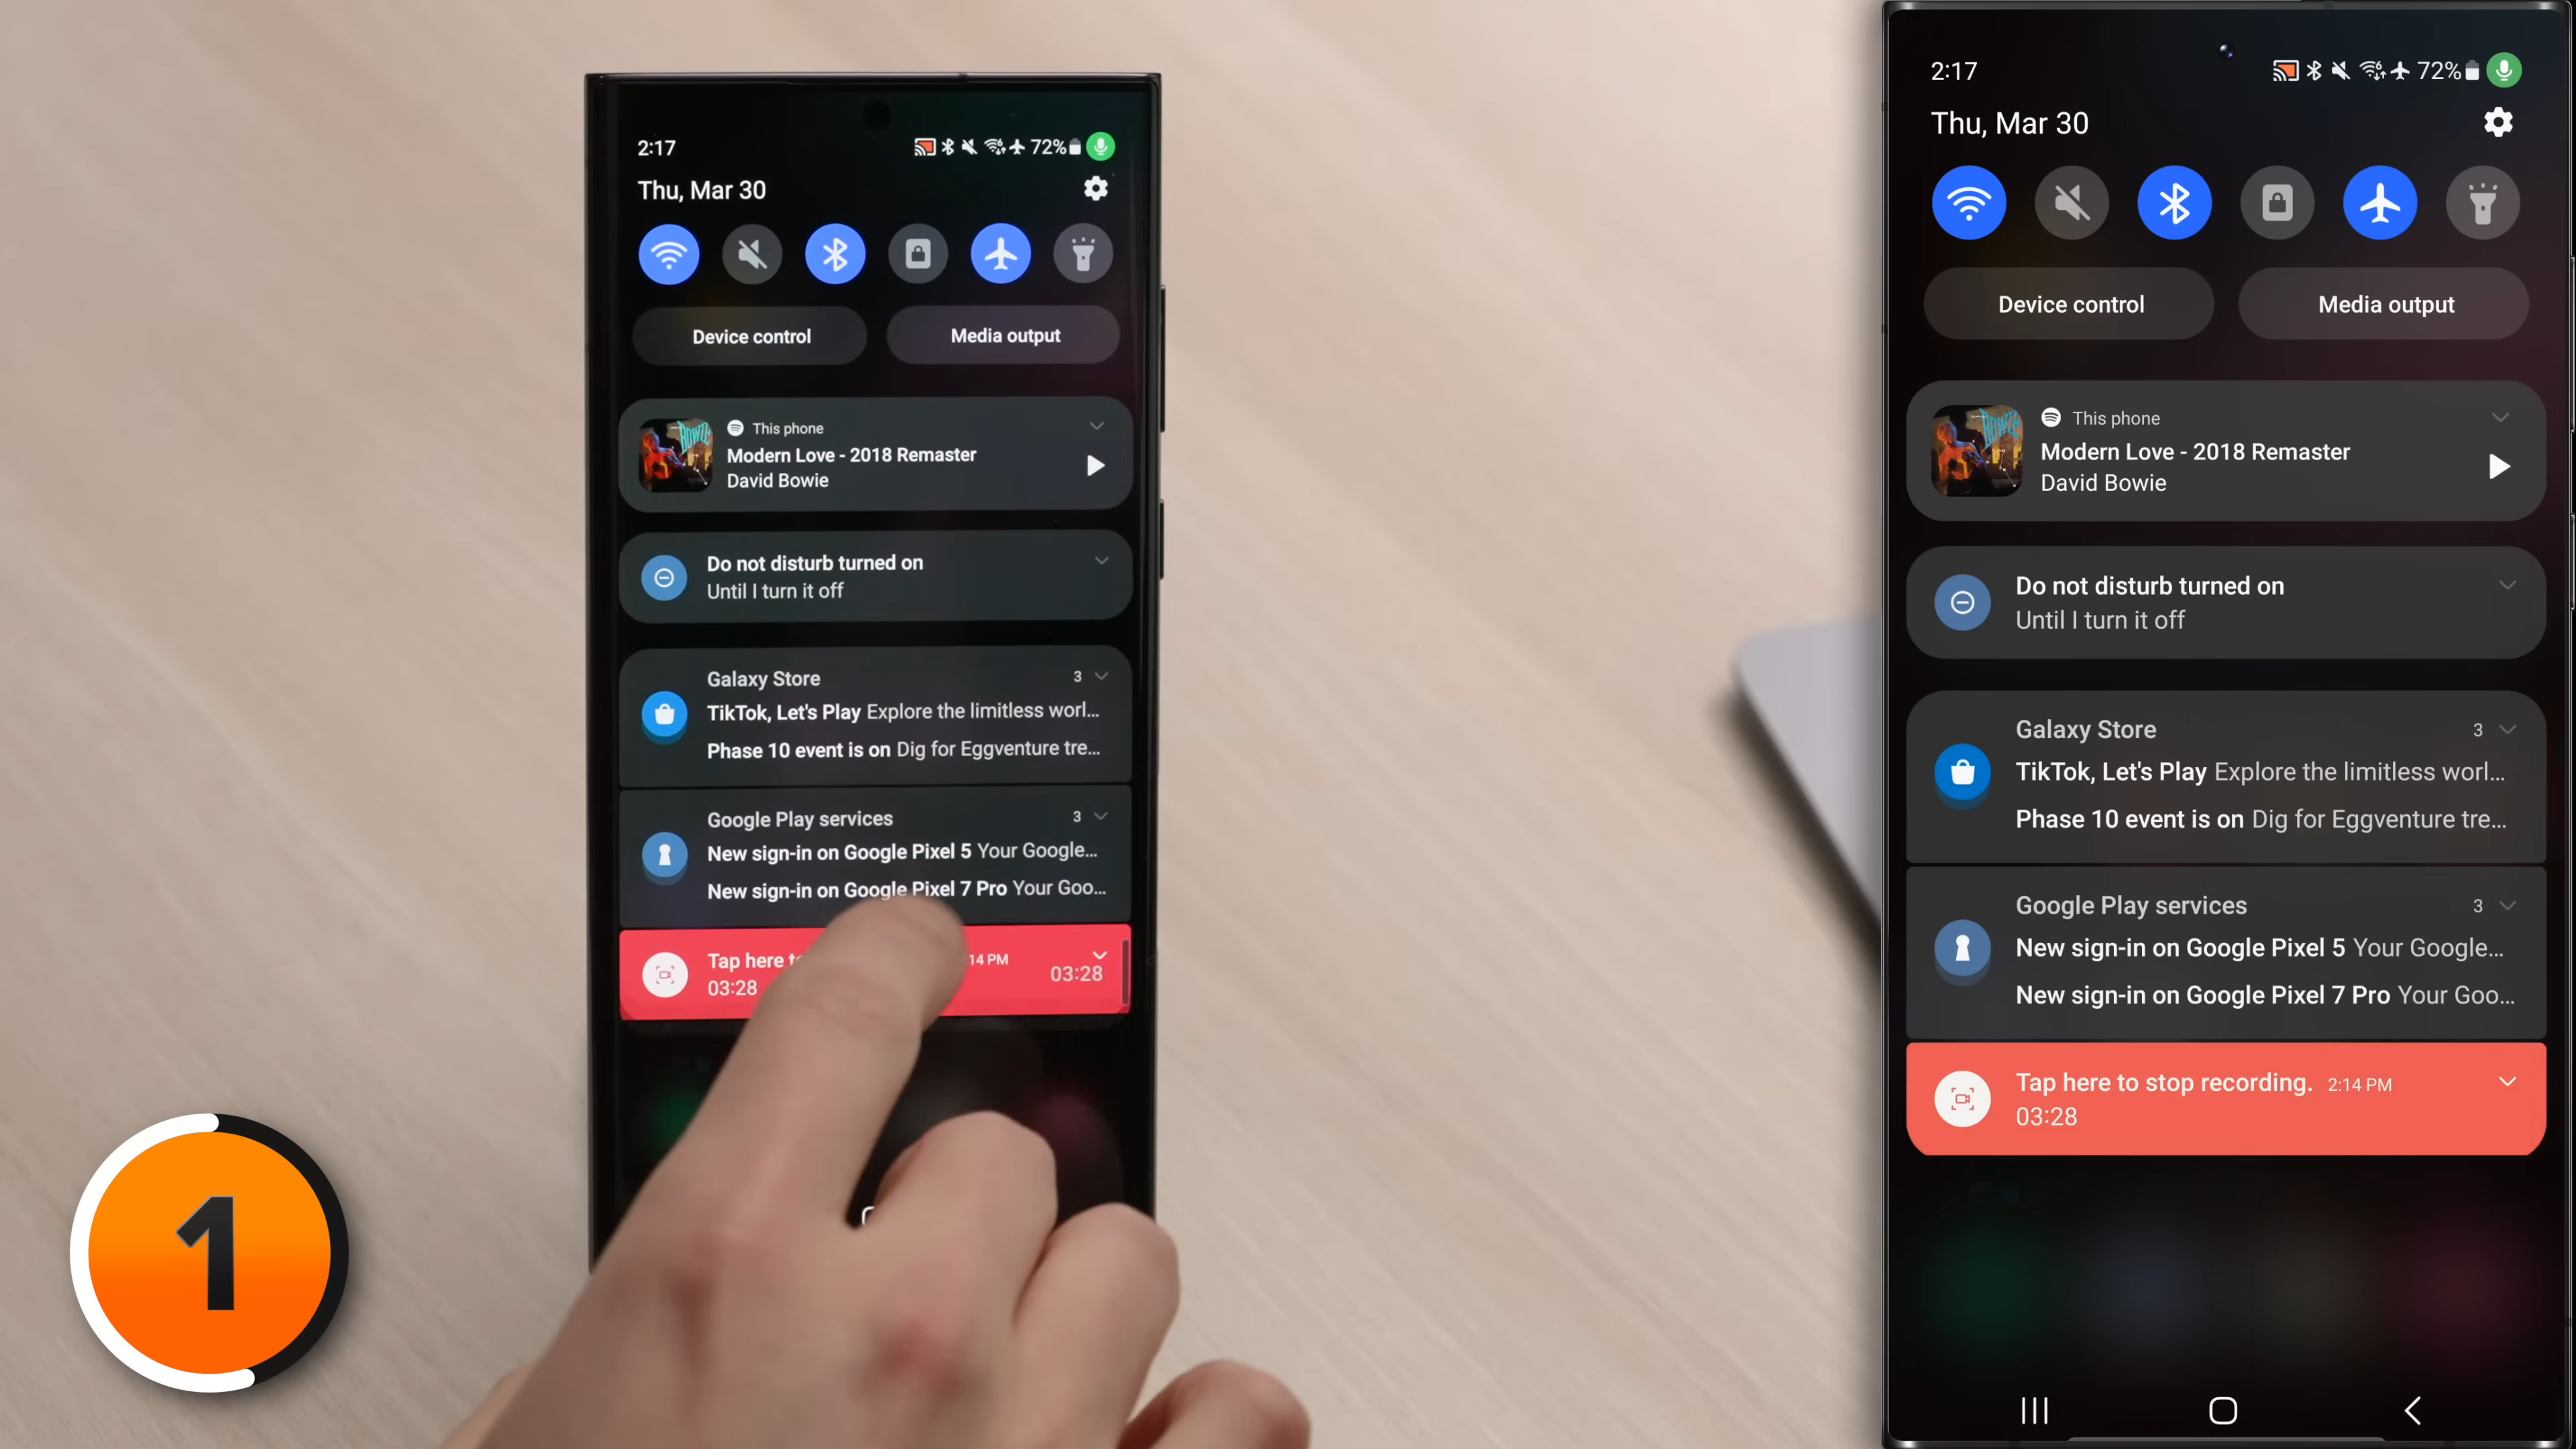 2:17
72%
Thu, Mar 30
Device control
Media output
This phone
Modern Love - 2018 Remaster
David Bowie
Do not disturb turned on
Until I turn it off
Galaxy Store
3
TikTok, Let's Play Explore the limitless worl...
Phase 10 event is on Dig for Eggventure tre...
Google Play services
3
New sign-in on Google Pixel 5 Your Google...
New sign-in on Google Pixel 7 Pro Your Goo...
Tap here
14 PM
03:28
03:28
1
2:17
72%
Thu, Mar 30
Device control
Media output
BOWIE
This phone
Modern Love - 2018 Remaster
David Bowie
Do not disturb turned on
Until I turn it off
Galaxy Store
3
TikTok, Let's Play Explore the limitless worl...
Phase 10 event is on Dig for Eggventure tre...
Google Play services
3
New sign-in on Google Pixel 5 Your Google...
New sign-in on Google Pixel 7 Pro Your Goo...
Tap here to stop recording. 2:14 PM
03:28